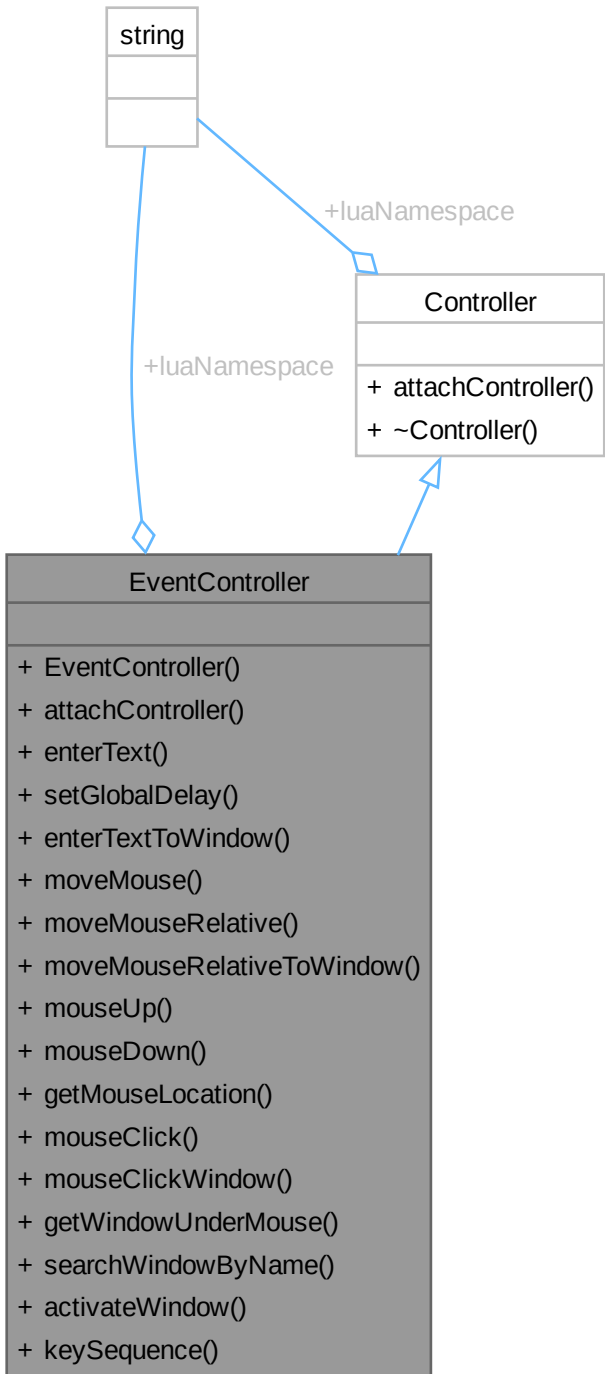 string
+luaNamespace
Controller
+luaNamespace
+ attachController()
+ ~Controller()
EventController
+ EventController()
+ attachController()
+ enterText()
+ setGlobalDelay()
+ enterTextToWindow()
+ moveMouse()
+ moveMouseRelative()
+ moveMouseRelativeToWindow()
+ mouseUp()
+ mouseDown()
+ getMouseLocation()
+ mouseClick()
+ mouseClickWindow()
+ getWindowUnderMouse()
+ searchWindowByName()
+ activateWindow()
+ keySequence()